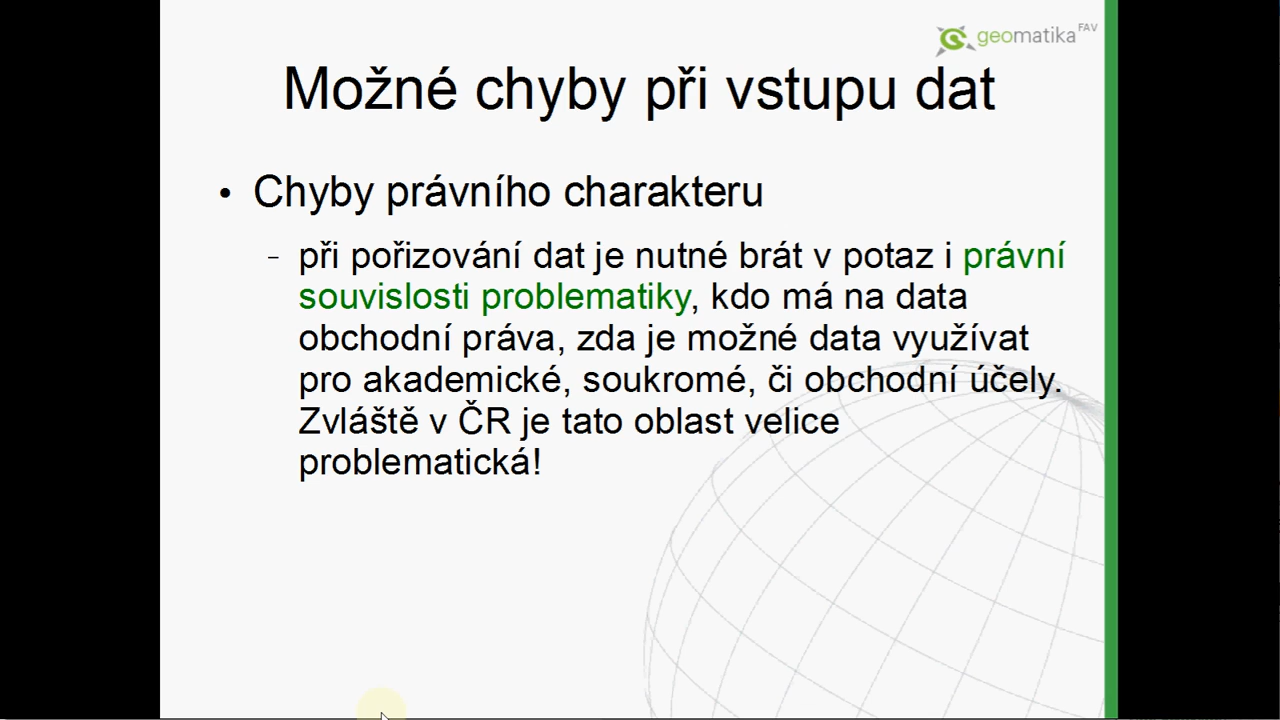 geomatika FAV
Možné chyby při vstupu dat
• Chyby právního charakteru
– při pořizování dat je nutné brát v potaz i právní
souvislosti problematiky, kdo má na data
obchodní práva, zda je možné data využívat
pro akademické, soukromé, či obchodní účely.
Zvláště v ČR je tato oblast velice
problematická!